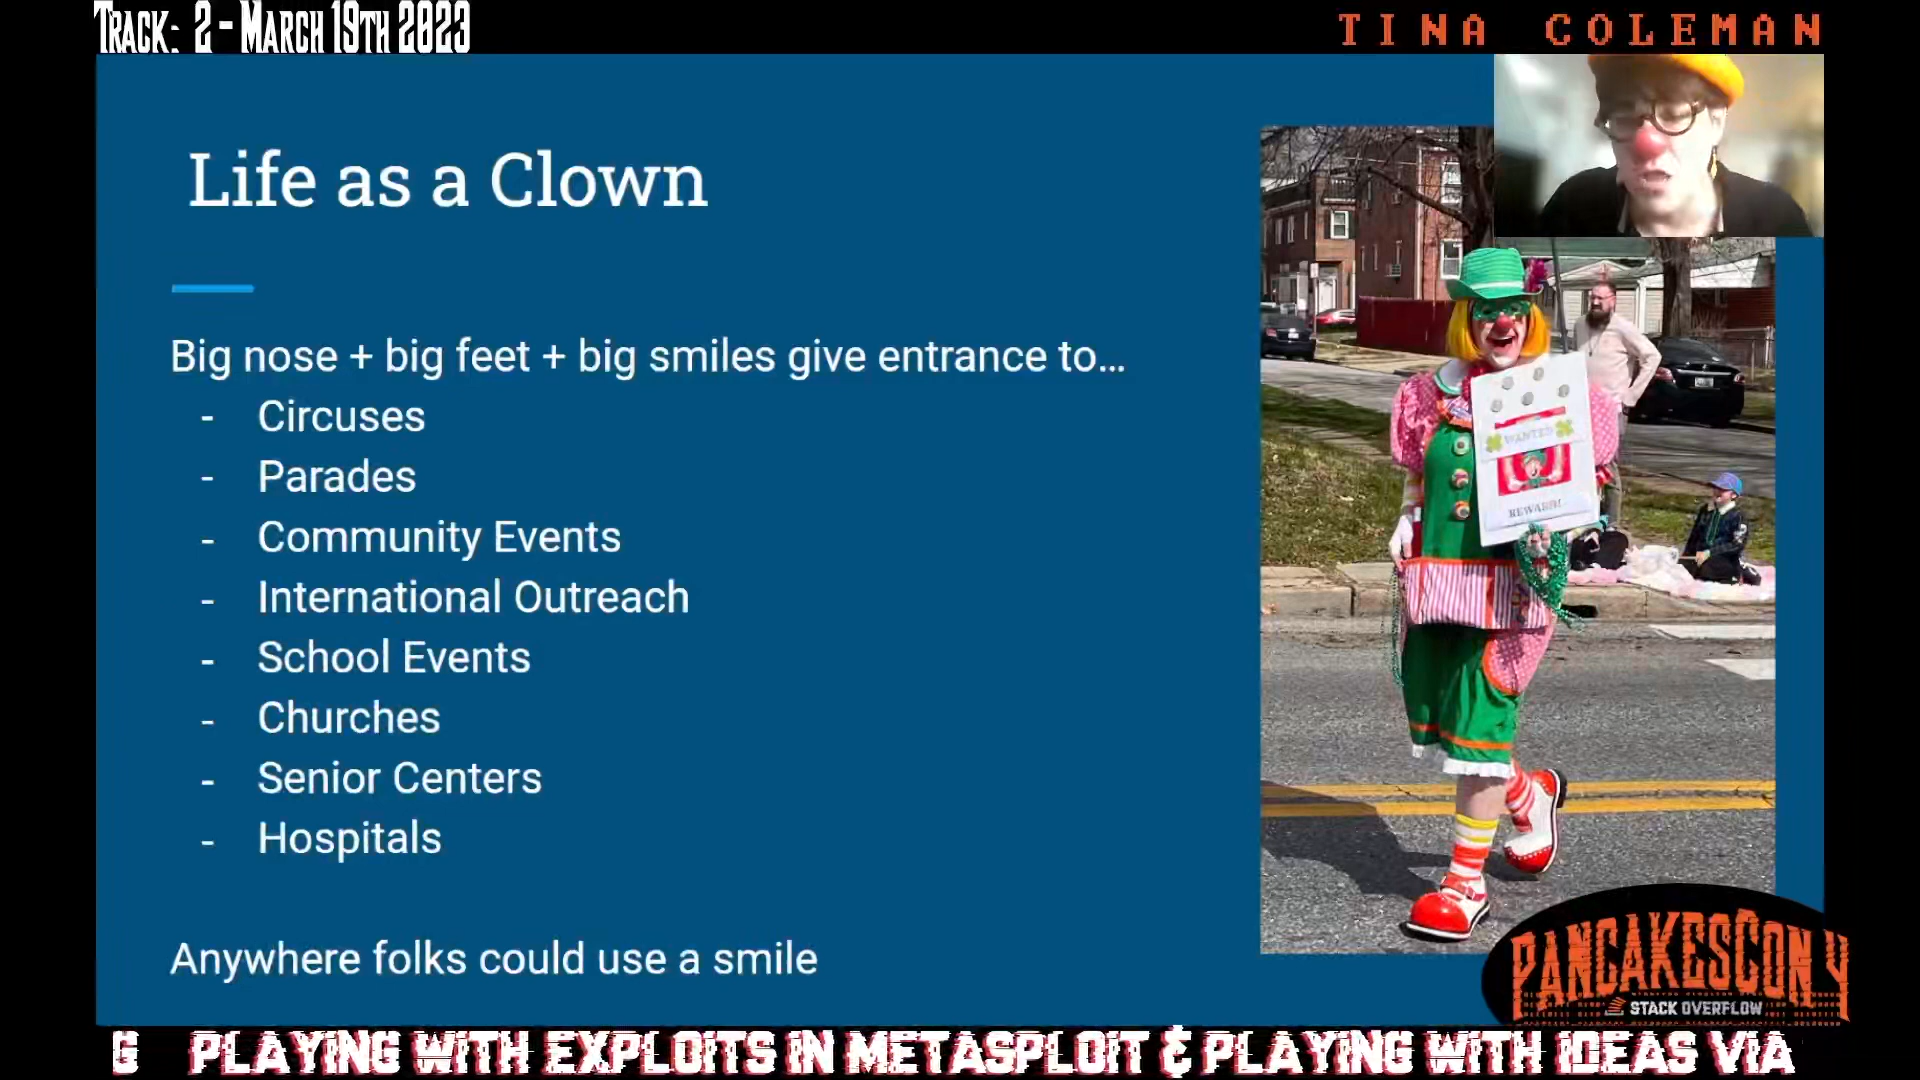 Track: 2 - March 19th 2023
TINA COLEMAN
Life as a Clown
Big nose + big feet + big smiles give entrance to…
- Circuses
- Parades
- Community Events
- International Outreach
- School Events
- Churches
- Senior Centers
- Hospitals
Anywhere folks could use a smile
WANTED
REWARD!
PANCAKESCON 4
STACK OVERFLOW
G PLAYING WITH EXPLOITS IN METASPLOIT & PLAYING WITH IDEAS VIA